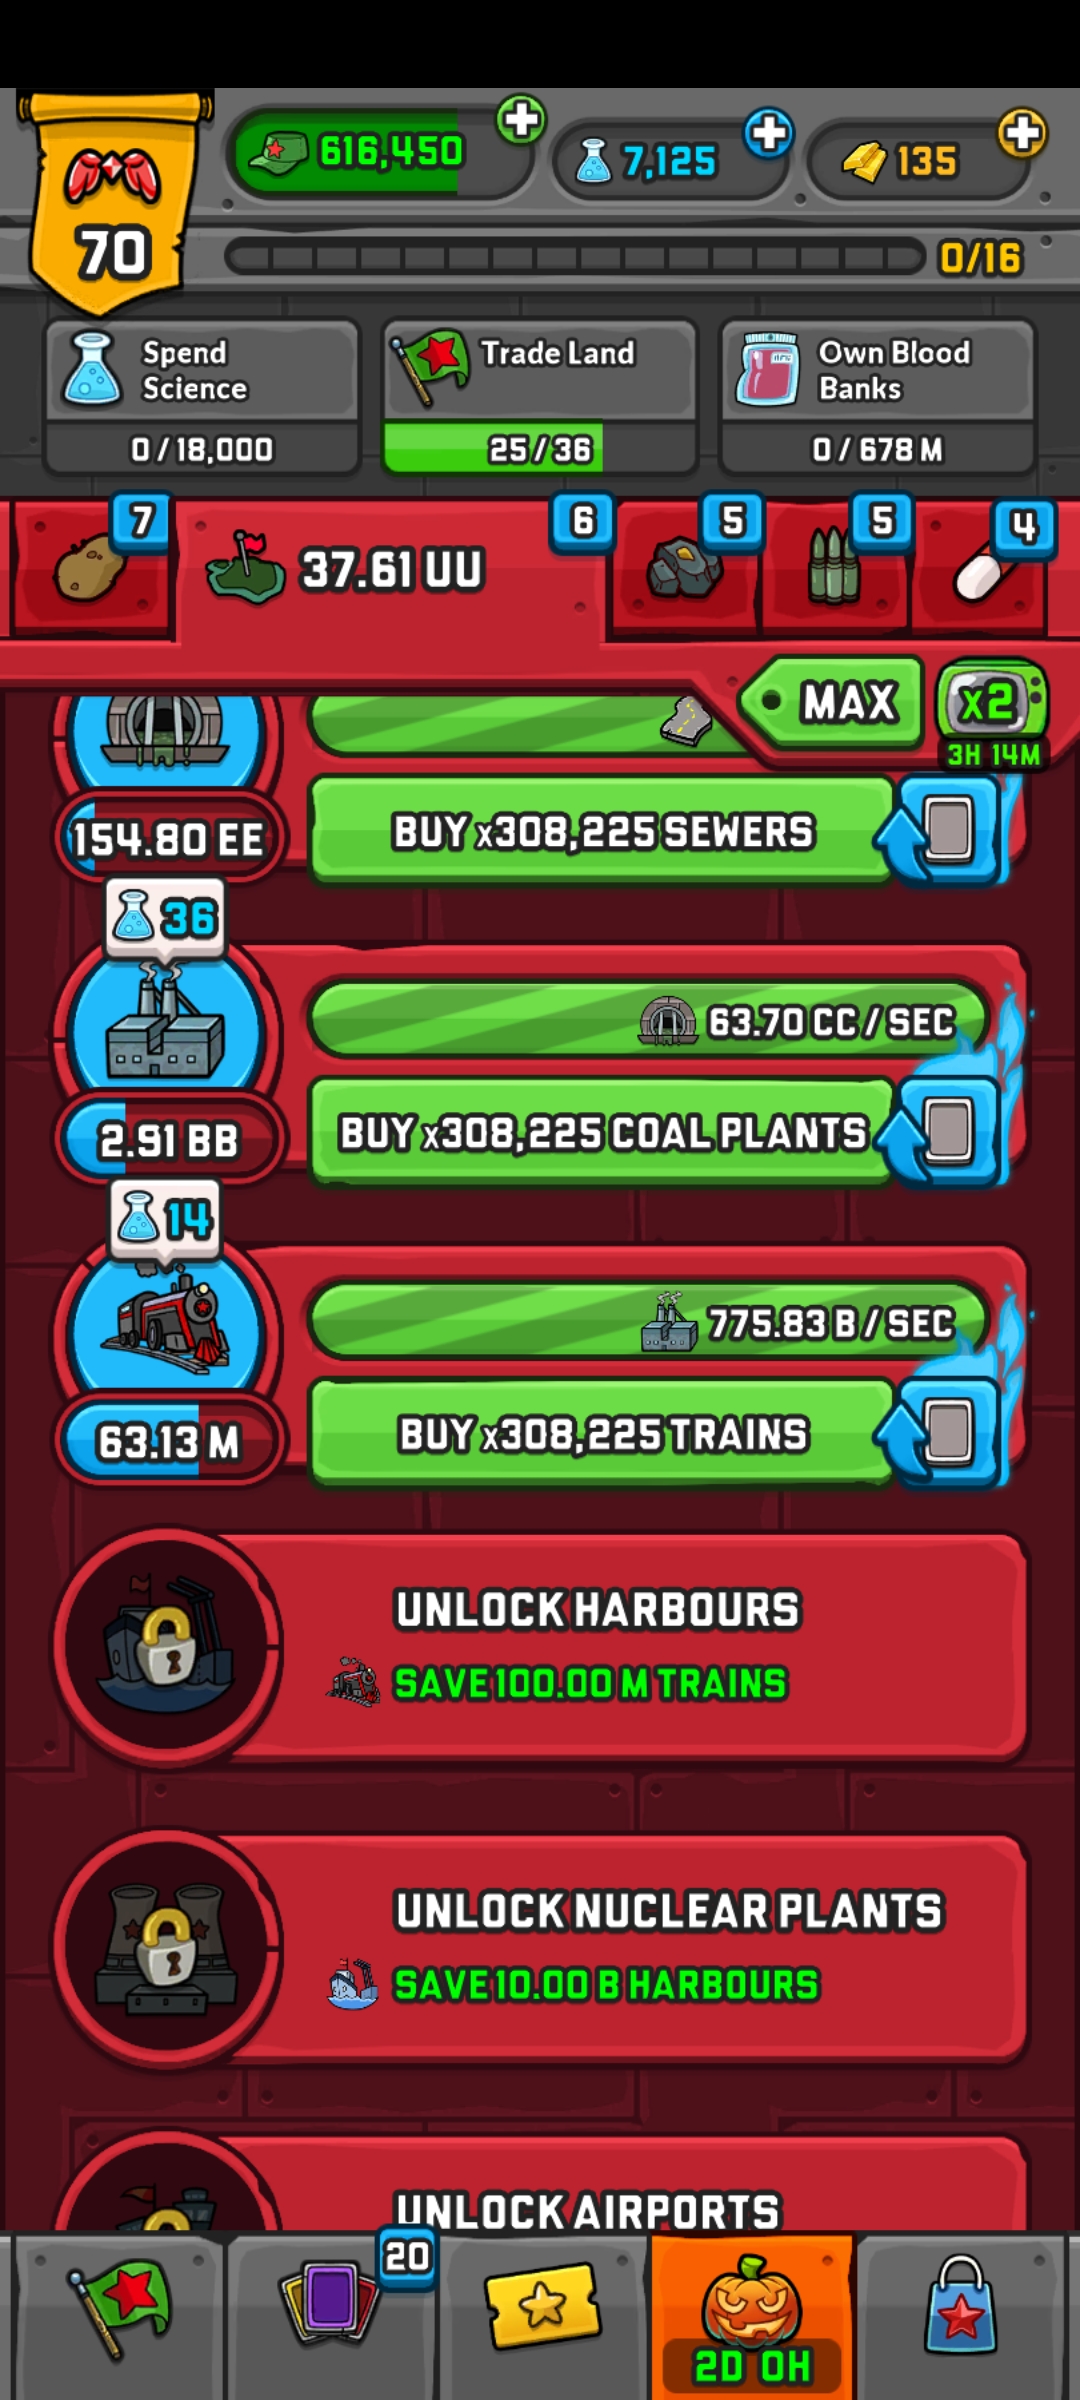 616,450
7,125
135
70
0/16
Spend
Science
0/18,000
Trade Land
25/36
Own Blood
Banks
0/678 M
7
37.61 UU
6
5
5
4
MAX
x2
3H 14M
154.80 EE
BUY x308,225 SEWERS
36
63.70 CC/SEC
2.91 BB
BUY x308,225 COAL PLANTS
14
775.83 B/SEC
63.13 M
BUY x308,225 TRAINS
UNLOCK HARBOURS
SAVE 100.00 M TRAINS
UNLOCK NUCLEAR PLANTS
SAVE 10.00 B HARBOURS
UNLOCK AIRPORTS
20
2D 0H